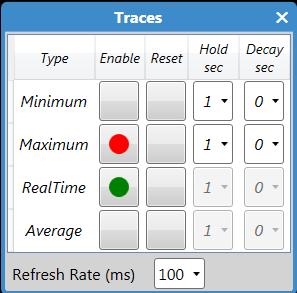 Traces
Type Enable Reset Hold sec Decay sec
Minimum 1 0
Maximum 1 0
RealTime 1 0
Average 1 0
Refresh Rate (ms) 100